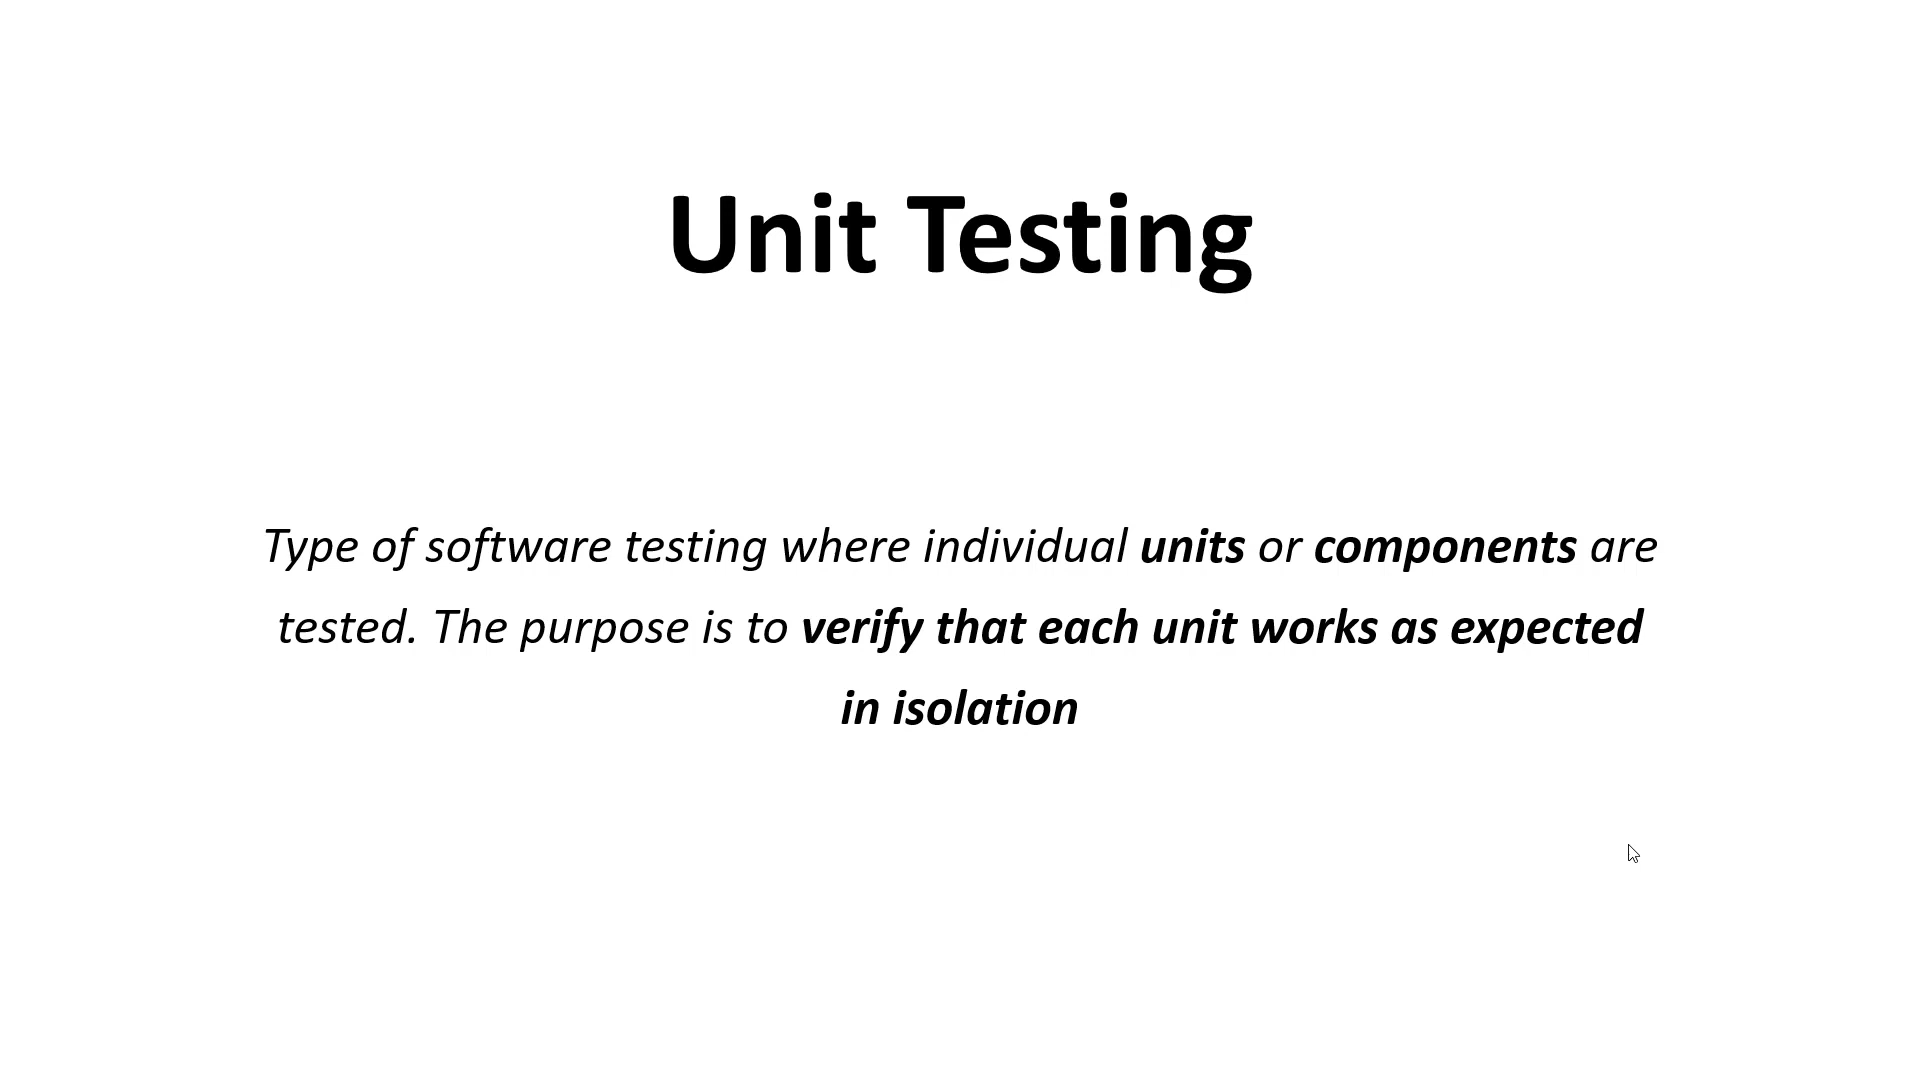 Unit Testing
Type of software testing where individual units or components are
tested. The purpose is to verify that each unit works as expected
in isolation